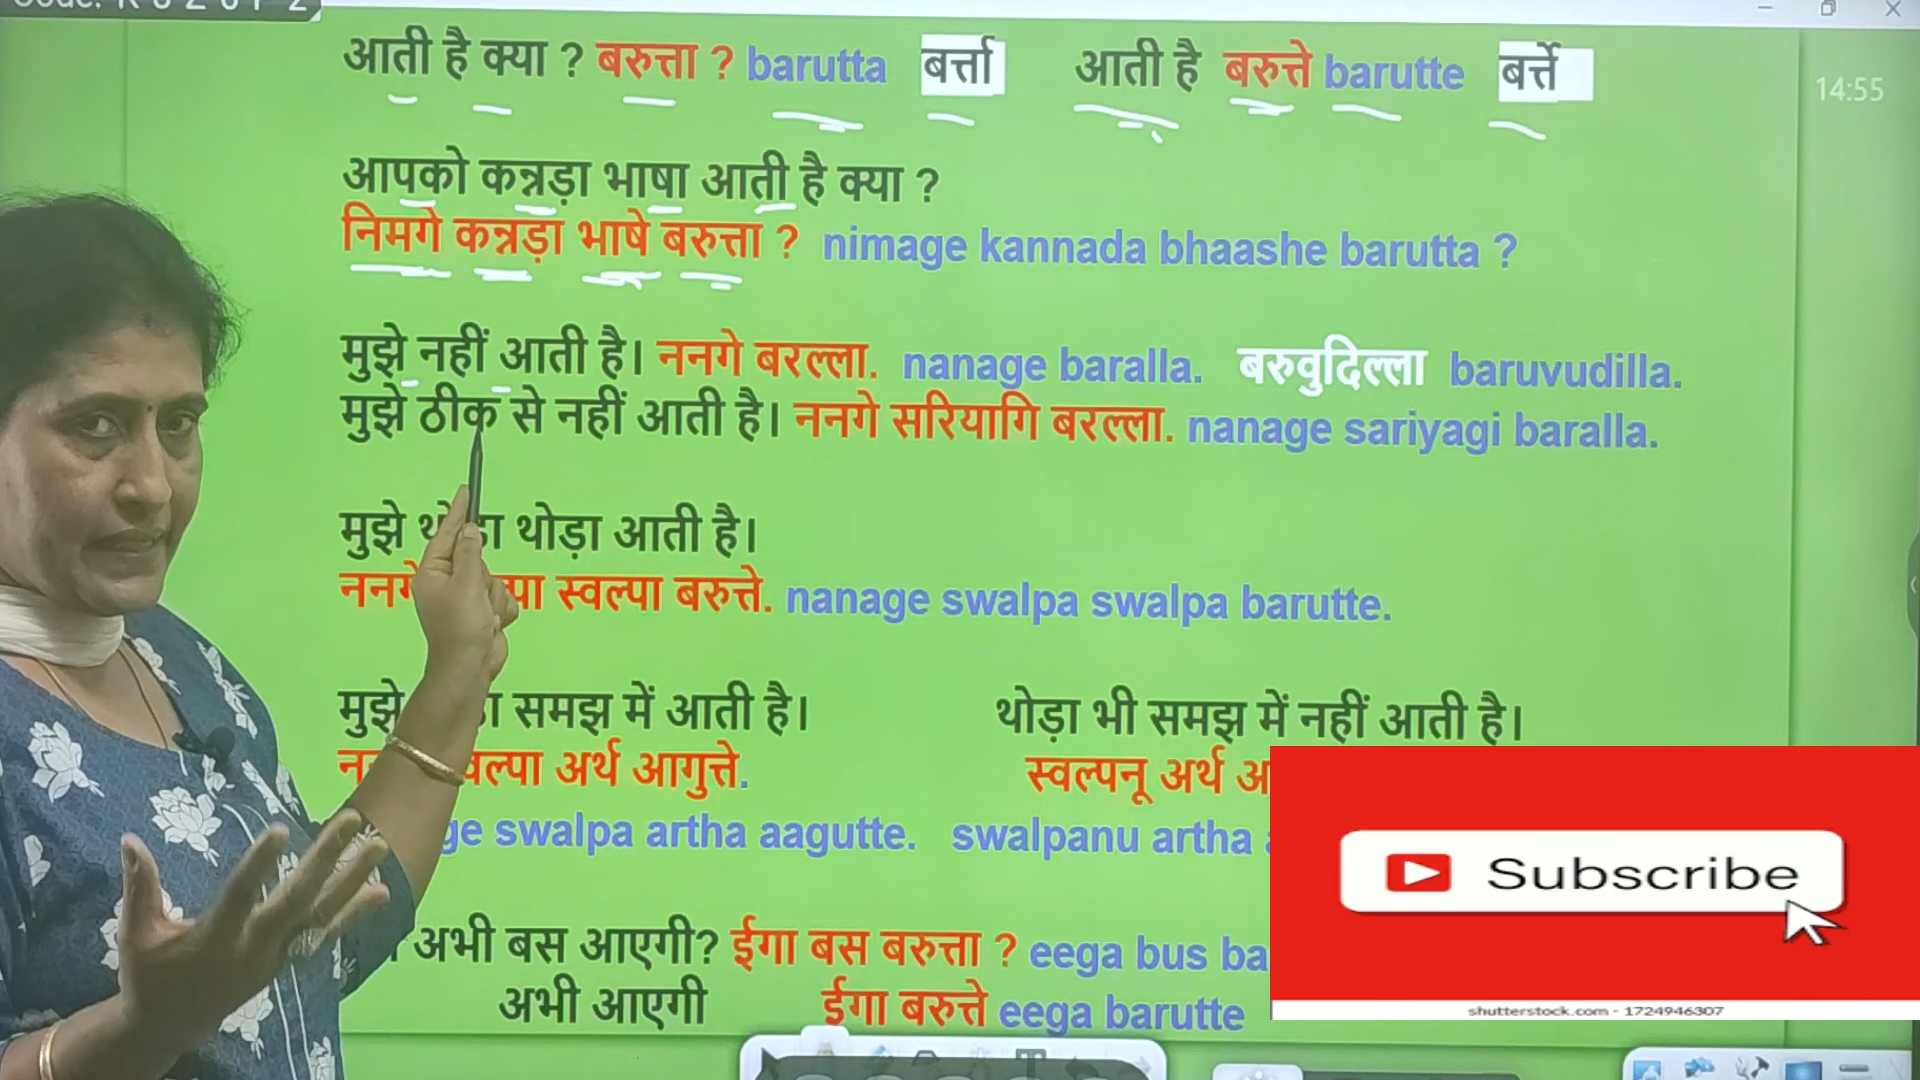 आती है क्या ? बरुत्ता ? barutta बर्त्ता आती है बरुत्ते barutte बर्त्ते
14:55
आपको कन्नड़ा भाषा आती है क्या ?
निमगे कन्नड़ा भाषे बरुत्ता ? nimage kannada bhaashe barutta ?
मुझे नहीं आती है। ननगे बरल्ला. nanage baralla. बरुवुदिल्ला baruvudilla.
मुझे ठीक से नहीं आती है। ननगे सरियागि बरल्ला. nanage sariyagi baralla.
मुझे थोड़ा आती है।
स्वल्पा बरुत्ते. nanage swalpa swalpa barutte.
मुझे समझ में आती है। थोड़ा भी समझ में नहीं आती है।
अर्थ आगुत्ते. स्वल्पनू अर्थ
swalpa artha aagutte. swalpanu artha
अभी बस आएगी? ईगा बस बरुत्ता ? eega bus
अभी आएगी ईगा बरुत्ते eega barutte
Subscribe
shutterstock.com - 1724946307